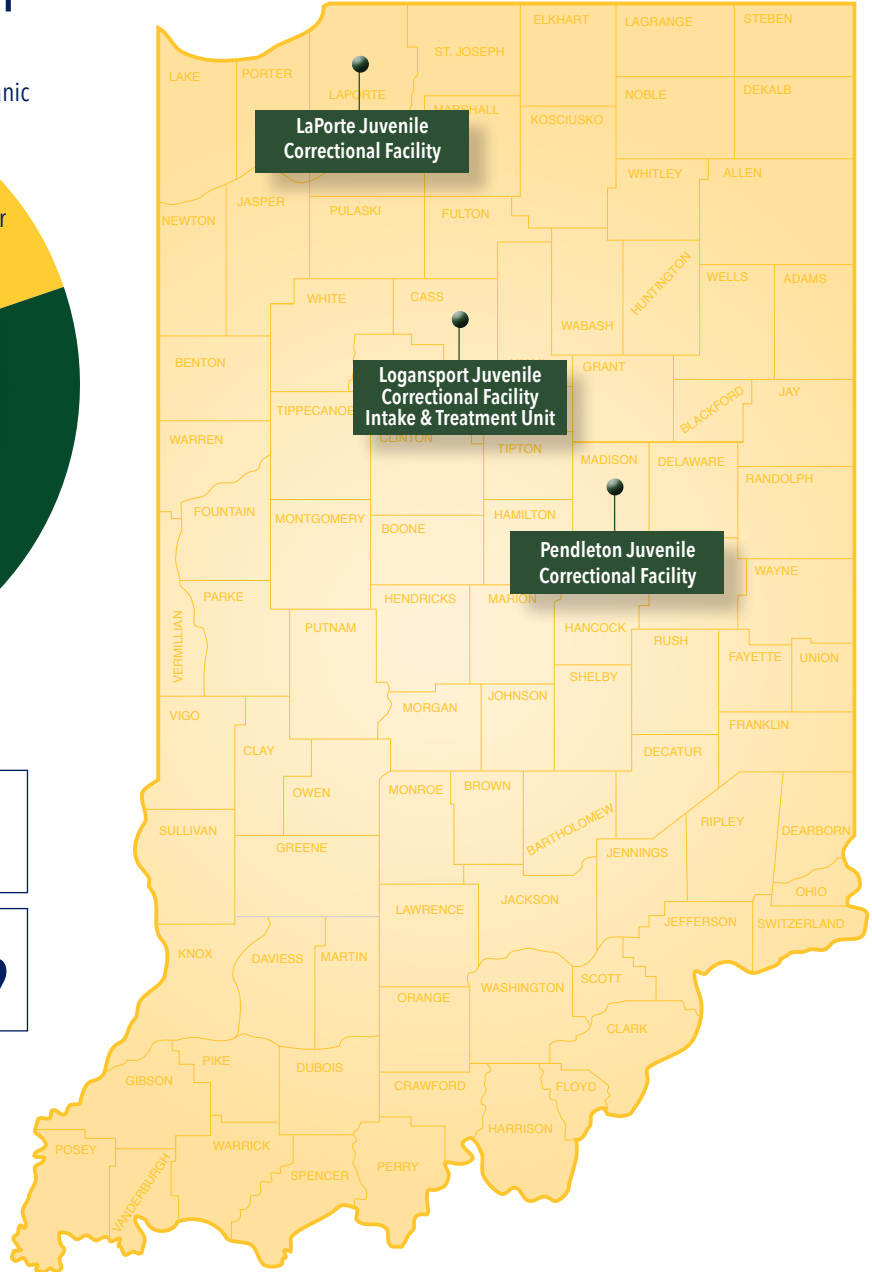 anic
r
ELKHART
LAGRANGE
STEBEN
ST. JOSEPH
LAKE
PORTER
LAPORTE
NOBLE
DEKALB
MARSHALL
KOSCIUSKO
LaPorte Juvenile
Correctional Facility
WHITLEY
ALLEN
JASPER
PULASKI
FULTON
NEWTON
HUNTINGTON
WELLS
ADAMS
WHITE
CASS
WABASH
BENTON
GRANT
Logansport Juvenile
Correctional Facility
Intake & Treatment Unit
BLACKFORD
JAY
TIPPECANOE
WARREN
CLINTON
TIPTON
MADISON
DELAWARE
RANDOLPH
FOUNTAIN
MONTGOMERY
BOONE
HAMILTON
Pendleton Juvenile
Correctional Facility
WAYNE
VERMILLIAN
PARKE
HENDRICKS
MARION
PUTNAM
HANCOCK
RUSH
FAYETTE
UNION
SHELBY
VIGO
MORGAN
JOHNSON
FRANKLIN
CLAY
DECATUR
OWEN
MONROE
BROWN
BARTHOLOMEW
RIPLEY
DEARBORN
SULLIVAN
GREENE
JENNINGS
OHIO
LAWRENCE
JACKSON
JEFFERSON
SWITZERLAND
KNOX
DAVIESS
MARTIN
WASHINGTON
SCOTT
ORANGE
CLARK
PIKE
DUBOIS
GIBSON
CRAWFORD
FLOYD
HARRISON
POSEY
VANDERBURGH
WARRICK
SPENCER
PERRY